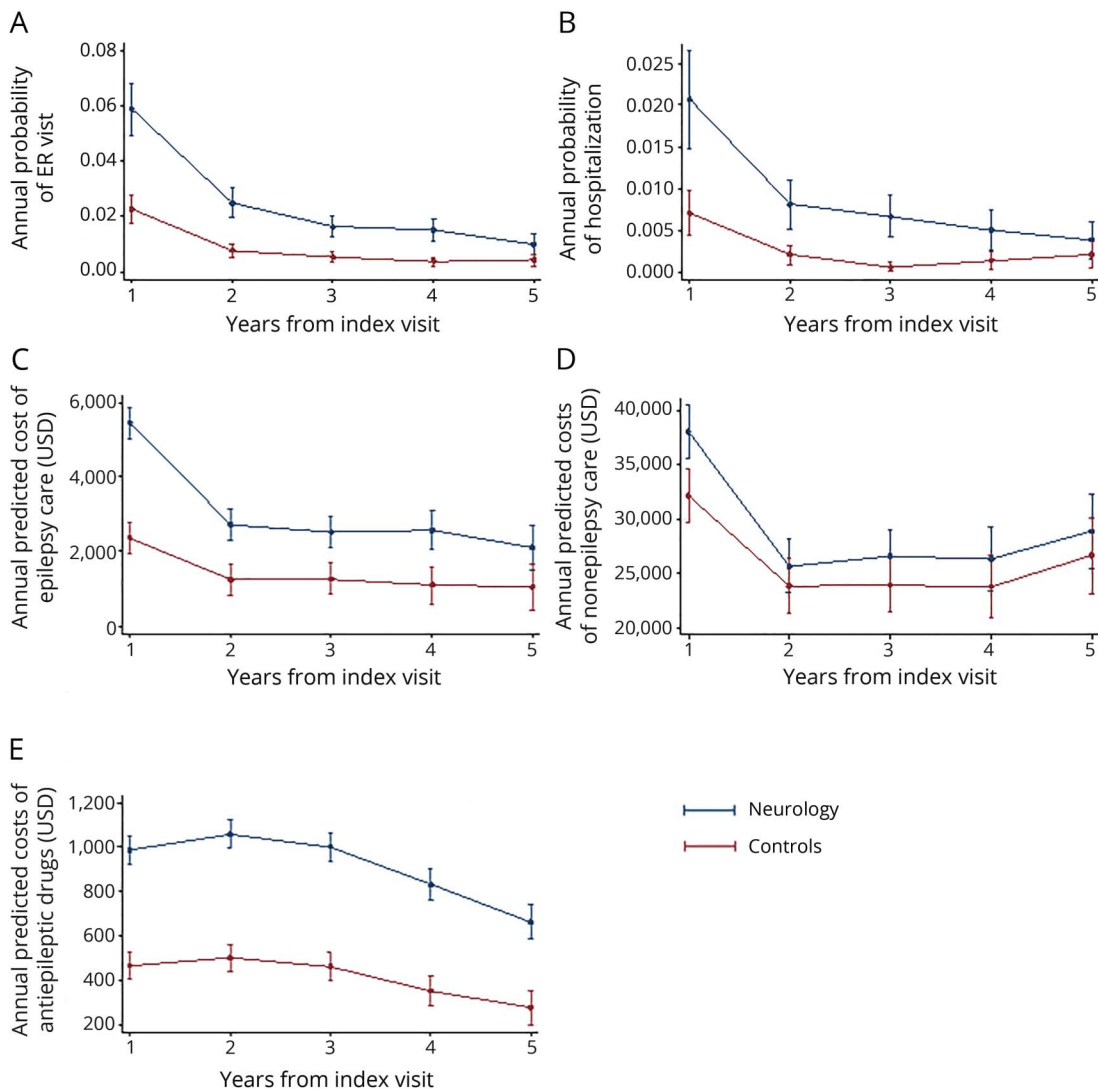 A
Annual probability
of ER vist
0.08
0.06
0.04
0.02
0.00
1 2 3 4 5
Years from index visit
B
Annual probability
of hospitalization
0.025
0.020
0.015
0.010
0.005
0.000
1 2 3 4 5
Years from index visit
C
Annual predicted cost of
epilepsy care (USD)
6,000
4,000
2,000
0
1 2 3 4 5
Years from index visit
D
Annual predicted costs
of nonepilepsy care (USD)
40,000
35,000
30,000
25,000
20,000
1 2 3 4 5
Years from index visit
E
Annual predicted costs of
antiepileptic drugs (USD)
1,200
1,000
800
600
400
200
1 2 3 4 5
Years from index visit
Neurology
Controls